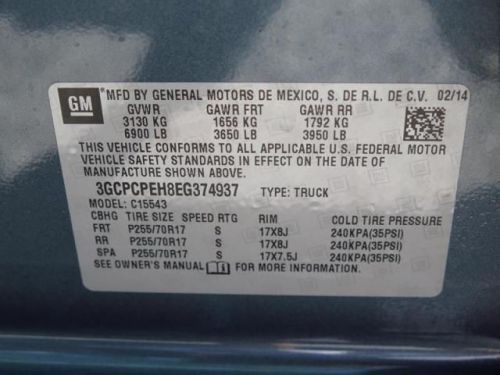 GM MFD BY GENERAL MOTORS DE MEXICO, S. DE R.L. DE C.V. 02/14
GVWR GAWR FRT GAWR RR
3130 KG 1656 KG 1792 KG
6900 LB 3650 LB 3950 LB
THIS VEHICLE CONFORMS TO ALL APPLICABLE U.S. FEDERAL MOTOR
VEHICLE SAFETY STANDARDS IN EFFECT ON THE DATE OF
MANUFACTURE SHOWN ABOVE.
3GCPCPEH8EG374937 TYPE: TRUCK
MODEL: C15543
CBHG TIRE SIZE SPEED RTG RIM COLD TIRE PRESSURE
FRT P255/70R17 S 17X8J 240KPA(35PSI)
RR P255/70R17 S 17X8J 240KPA(35PSI)
SPA P255/70R17 S 17X7.5J 240KPA(35PSI)
SEE OWNER'S MANUAL FOR MORE INFORMATION.